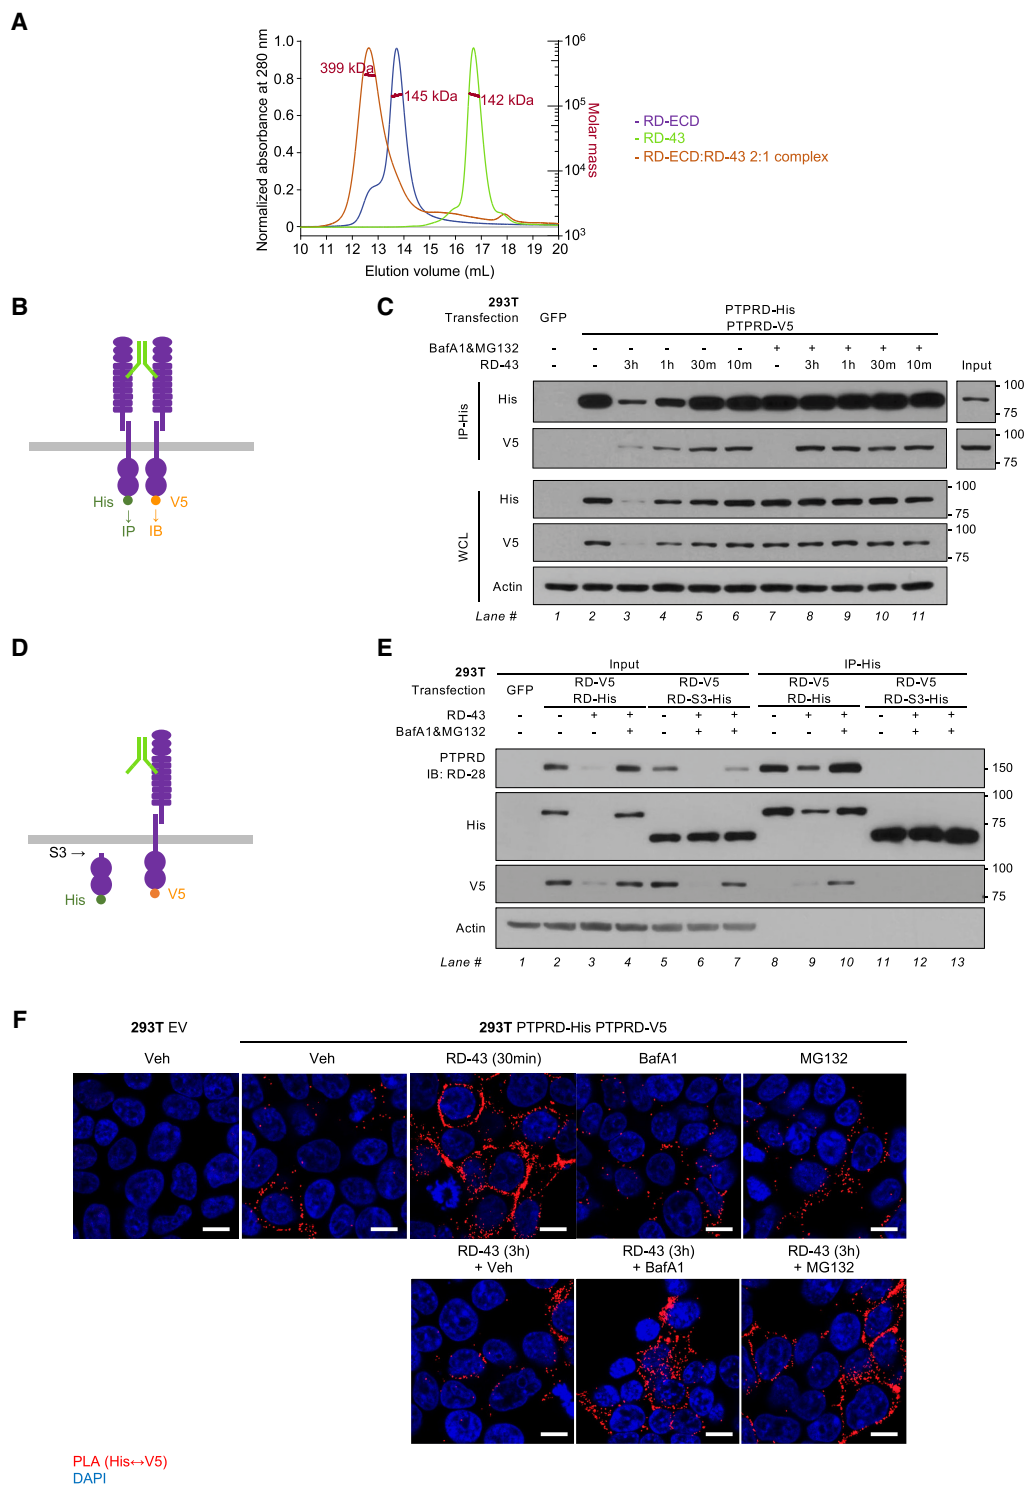 A
Normalized absorbance at 280 nm
1.0
0.8
0.6
0.4
0.2
0
10 11 12 13 14 15 16 17 18 19 20
Elution volume (mL)
10^6
10^5
10^4
10^3
Molar mass
399 kDa
145 kDa
142 kDa
- RD-ECD
- RD-43
- RD-ECD:RD-43 2:1 complex
B
His V5
↓ ↓
IP IB
C
293T
Transfection GFP PTPRD-His
PTPRD-V5
BafA1&MG132 - - - - - - + + + + +
RD-43 - - 3h 1h 30m 10m - 3h 1h 30m 10m Input
IP-His
His
100
75
V5
100
75
WCL
His
100
75
V5
100
75
Actin
Lane # 1 2 3 4 5 6 7 8 9 10 11
D
S3 →
His
V5
E
293T Input IP-His
Transfection GFP RD-V5 RD-V5 RD-V5 RD-V5
RD-His RD-S3-His RD-His RD-S3-His
RD-43 - - + + - + + - + + - + +
BafA1&MG132 - - - + - + + - - + - + +
PTPRD
IB: RD-28
150
His
100
75
V5
100
75
Actin
Lane # 1 2 3 4 5 6 7 8 9 10 11 12 13
F
293T EV 293T PTPRD-His PTPRD-V5
Veh Veh RD-43 (30min) BafA1 MG132
RD-43 (3h) RD-43 (3h) RD-43 (3h)
+ Veh + BafA1 + MG132
PLA (His↔V5)
DAPI